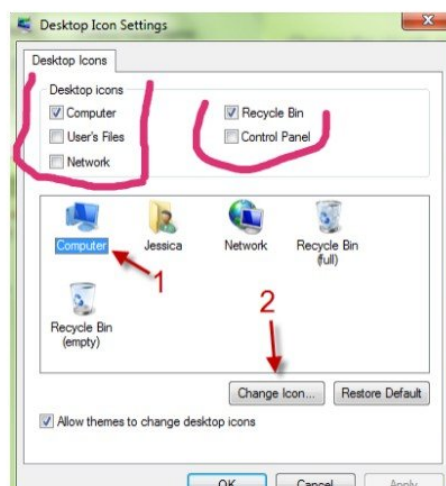 Desktop Icon Settings
x
Desktop Icons
Desktop icons
Computer
Recycle Bin
User's Files
Control Panel
Network
Computer
Jessica
Network
Recycle Bin
(full)
1
Recycle Bin
(empty)
2
Change Icon...
Restore Default
Allow themes to change desktop icons
OK
Cancel
Apply